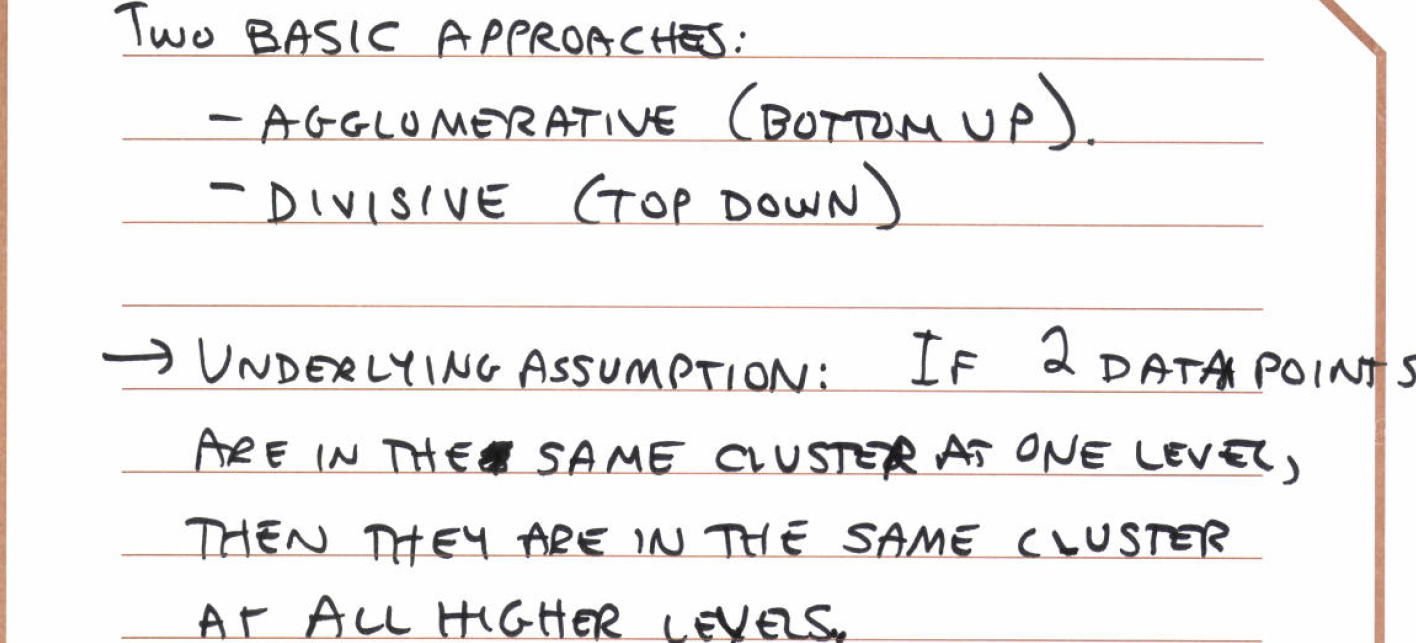 Two BASIC APPROACHES:
- AGGLOMERATIVE (BOTTOM UP).
- DIVISIVE (TOP DOWN)
→ UNDERLYING ASSUMPTION: IF 2 DATA POINTS
ARE IN THE SAME CLUSTER AT ONE LEVEL,
THEN THEY ARE IN THE SAME CLUSTER
AT ALL HIGHER LEVELS.